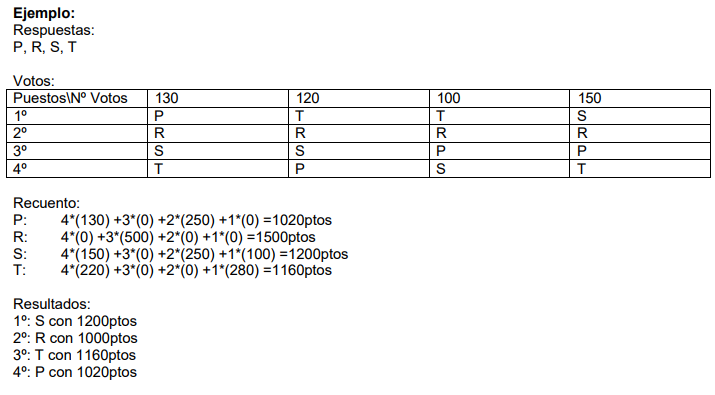 Ejemplo:
Respuestas:
P, R, S, T
Votos:
Puestos\Nº Votos 130 120 100 150
1º P T T S
2º R R R R
3º S S P P
4º T P S T
Recuento:
P: 4*(130) +3*(0) +2*(250) +1*(0) =1020ptos
R: 4*(0) +3*(500) +2*(0) +1*(0) =1500ptos
S: 4*(150) +3*(0) +2*(250) +1*(100) =1200ptos
T: 4*(220) +3*(0) +2*(0) +1*(280) =1160ptos
Resultados:
1º: S con 1200ptos
2º: R con 1000ptos
3º: T con 1160ptos
4º: P con 1020ptos